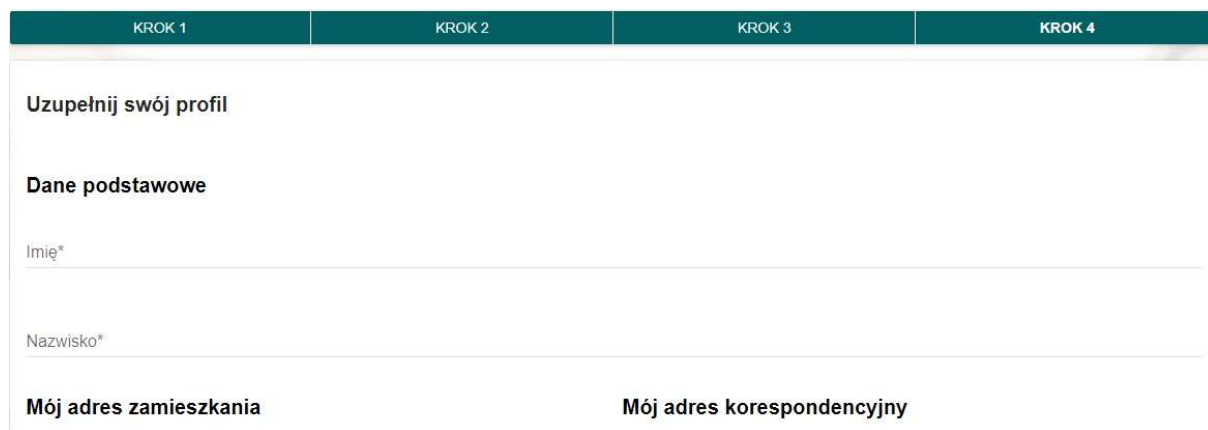 KROK 1 KROK 2 KROK 3 KROK 4
Uzupełnij swój profil
Dane podstawowe
Imię*
Nazwisko*
Mój adres zamieszkania Mój adres korespondencyjny